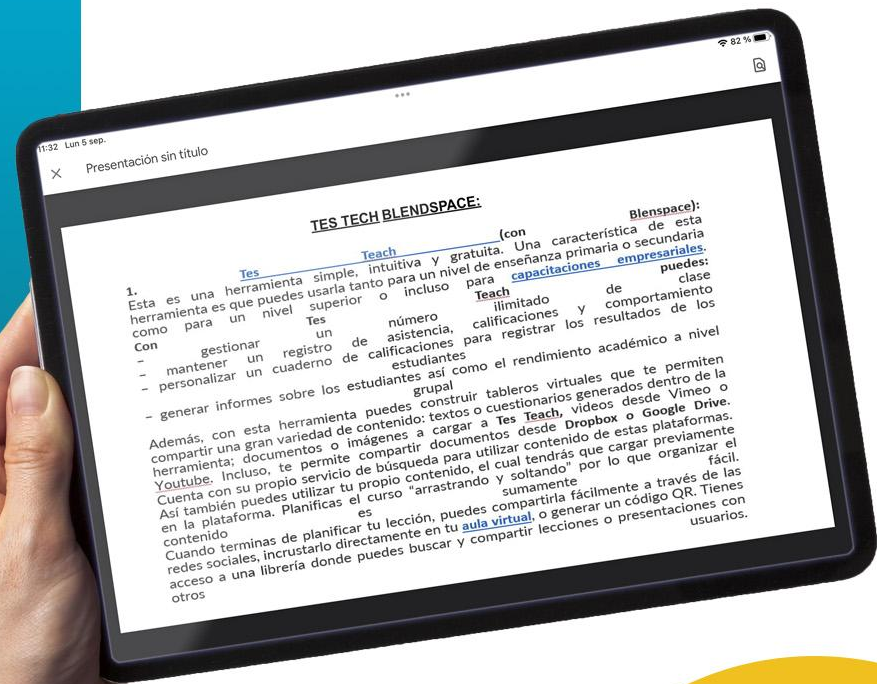 11:32 Lun 5 sep.
82 %
Presentación sin título
TES TECH BLENDSPACE:
1. Tes Teach (con Blenspace):
Esta es una herramienta simple, intuitiva y gratuita. Una característica de esta
herramienta es que puedes usarla tanto para un nivel de enseñanza primaria o secundaria
como para un nivel superior o incluso para capacitaciones empresariales.
Con Tes Teach puedes:
– gestionar un número ilimitado de clase
– mantener un registro de asistencia, calificaciones y comportamiento
– personalizar un cuaderno de calificaciones para registrar los resultados de los
estudiantes
– generar informes sobre los estudiantes así como el rendimiento académico a nivel
grupal
Además, con esta herramienta puedes construir tableros virtuales que te permiten
compartir una gran variedad de contenido: textos o cuestionarios generados dentro de la
herramienta; documentos o imágenes a cargar a Tes Teach, videos desde Vimeo o
Youtube. Incluso, te permite compartir documentos desde Dropbox o Google Drive.
Cuenta con su propio servicio de búsqueda para utilizar contenido de estas plataformas.
Así también puedes utilizar tu propio contenido, el cual tendrás que cargar previamente
en la plataforma. Planificas el curso "arrastrando y soltando" por lo que organizar el
contenido es sumamente fácil.
Cuando terminas de planificar tu lección, puedes compartirla fácilmente a través de las
redes sociales, incrustarlo directamente en tu aula virtual, o generar un código QR. Tienes
acceso a una librería donde puedes buscar y compartir lecciones o presentaciones con
otros usuarios.